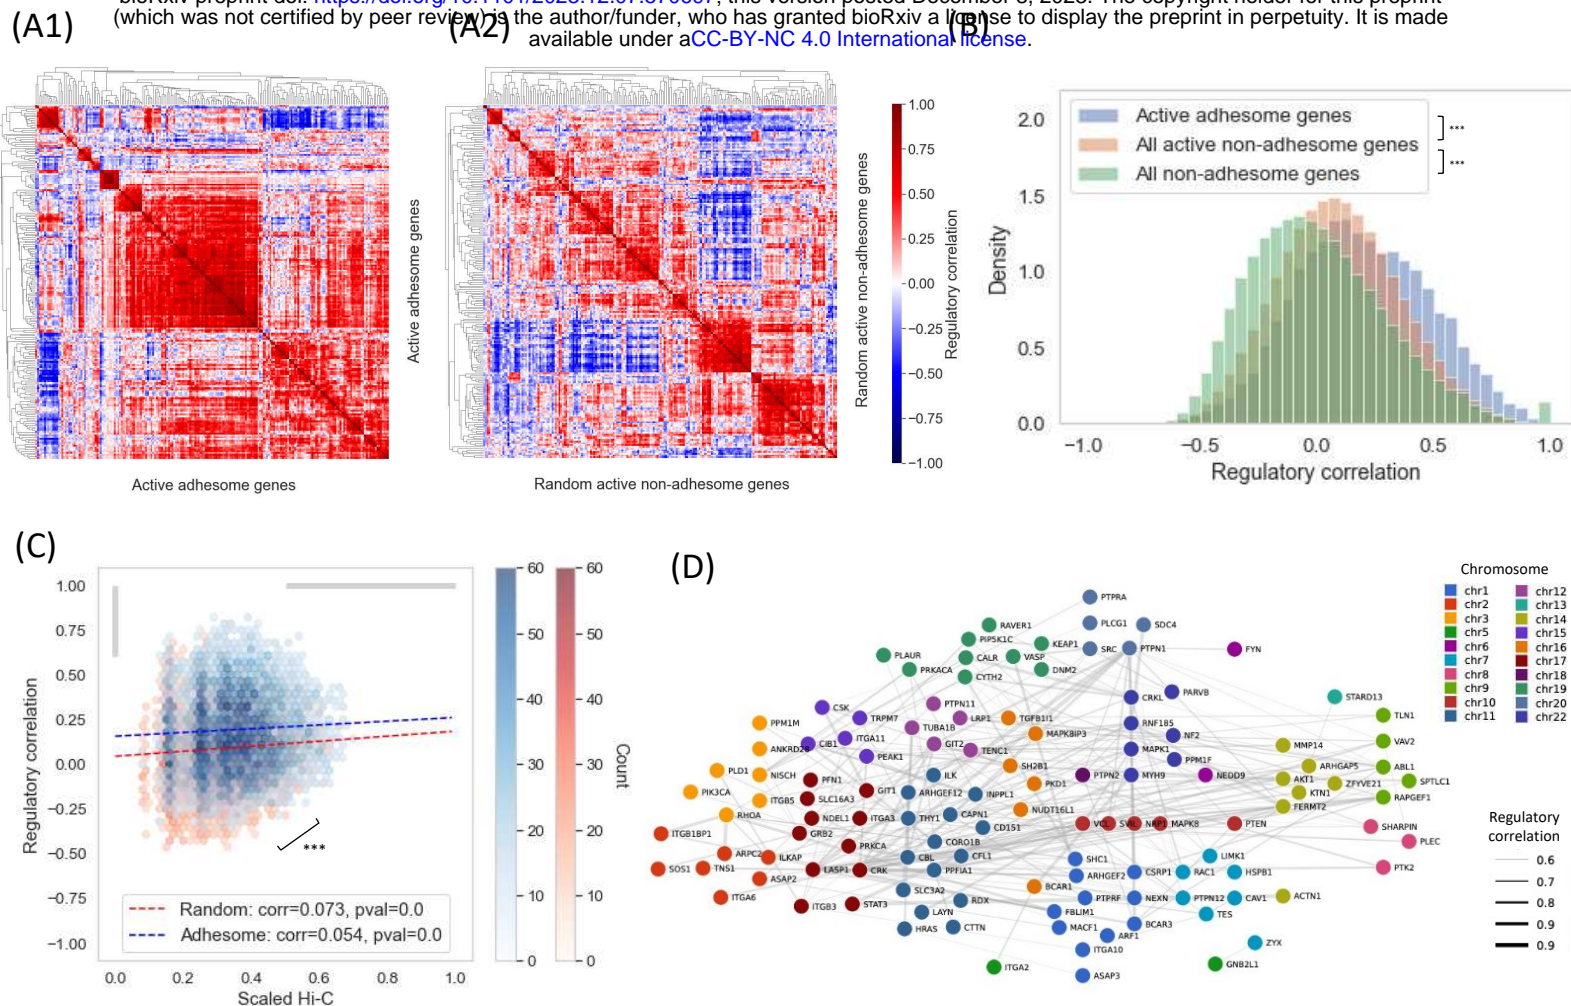 (which was not certified by peer review) is the author/funder, who has granted bioRxiv a license to display the preprint in perpetuity. It is made
available under aCC-BY-NC 4.0 International license.
(A1)
(A2)
(B)
Active adhesome genes
Active adhesome genes
Random active non-adhesome genes
Random active non-adhesome genes
1.00
0.75
0.50
0.25
0.00
−0.25
−0.50
−0.75
−1.00
Regulatory correlation
Active adhesome genes
All active non-adhesome genes
All non-adhesome genes
***
***
2.0
1.5
1.0
0.5
0.0
Density
−1.0
−0.5
0.0
0.5
1.0
Regulatory correlation
(C)
1.00
0.75
0.50
0.25
0.00
−0.25
−0.50
−0.75
−1.00
Regulatory correlation
***
Random: corr=0.073, pval=0.0
Adhesome: corr=0.054, pval=0.0
0.0
0.2
0.4
0.6
0.8
1.0
Scaled Hi-C
60
50
40
30
20
10
0
60
50
40
30
20
10
0
Count
(D)
PTPRA
RAVER1
PLCG1
SDC4
PIP5K1C
KEAP1
SRC
PTPN1
FYN
PLAUR
CALR
VASP
PRKACA
DNM2
CYTH2
CRKL
PARVB
STARD13
CSK
PTPN11
TRPM7
LRP1
TGFB1I1
TLN1
PPM1M
TUBA1B
RNF185
ITGA11
MAPK8IP3
NF2
CIB1
GIT2
VAV2
ANKRD28
PEAK1
TENC1
MAPK1
MMP14
PPM1F
PLD1
NISCH
ILK
SH2B1
PTPN2
MYH9
NEDD9
ARHGAP5
ABL1
PFN1
PKD1
AKT1
ZFYVE21
SPTLC1
PIK3CA
GIT1
ARHGEF12
INPPL1
KTN1
RAPGEF1
ITGB5
SLC16A3
NUDT16L1
FERMT2
RHOA
NDEL1
ITGA3
THY1
CAPN1
CD151
VCL
SVIL
NRP1
MAPK8
PTEN
SHARPIN
ITGB1BP1
GRB2
CORO1B
PLEC
PRKCA
ARPC2
ILKAP
CBL
CFL1
SHC1
LIMK1
SOS1
TNS1
LASP1
CRK
PPFIA1
ARHGEF2
CSRP1
RAC1
HSPB1
PTK2
ASAP2
BCAR1
ITGA6
SLC3A2
RDX
PTPRF
NEXN
PTPN12
CAV1
ACTN1
ITGB3
STAT3
LAYN
FBLIM1
TES
HRAS
CTTN
MACF1
BCAR3
ARF1
ITGA10
ZYX
ITGA2
GNB2L1
ASAP3
Chromosome
chr1
chr2
chr3
chr5
chr6
chr7
chr8
chr9
chr10
chr11
chr12
chr13
chr14
chr15
chr16
chr17
chr18
chr19
chr20
chr22
Regulatory
correlation
0.6
0.7
0.8
0.9
0.9